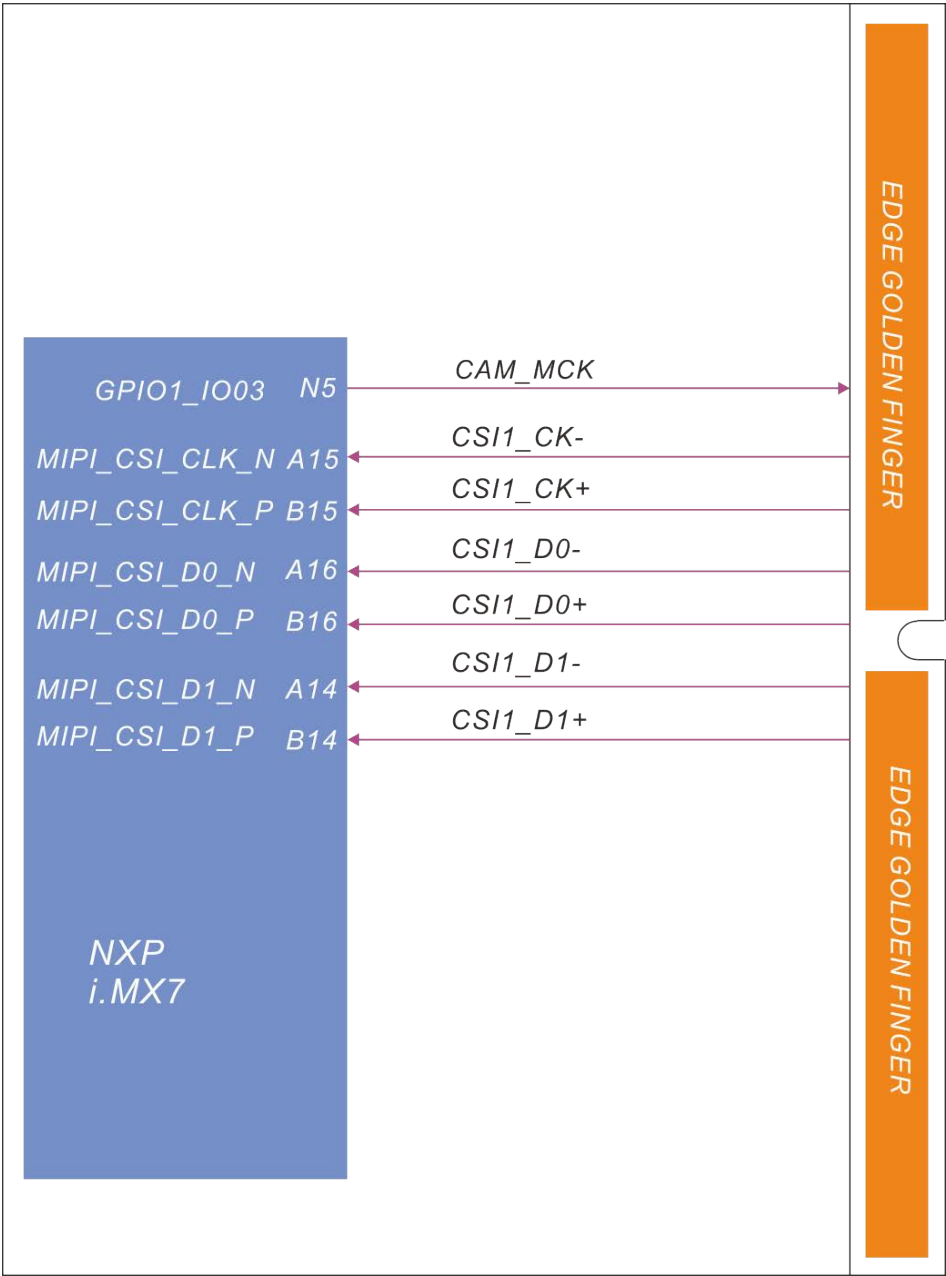 GPIO1_IO03 N5 CAM_MCK
MIPI_CSI_CLK_N A15 CSI1_CK-
MIPI_CSI_CLK_P B15 CSI1_CK+
MIPI_CSI_D0_N A16 CSI1_D0-
MIPI_CSI_D0_P B16 CSI1_D0+
MIPI_CSI_D1_N A14 CSI1_D1-
MIPI_CSI_D1_P B14 CSI1_D1+
NXP
i.MX7
EDGE GOLDEN FINGER
EDGE GOLDEN FINGER